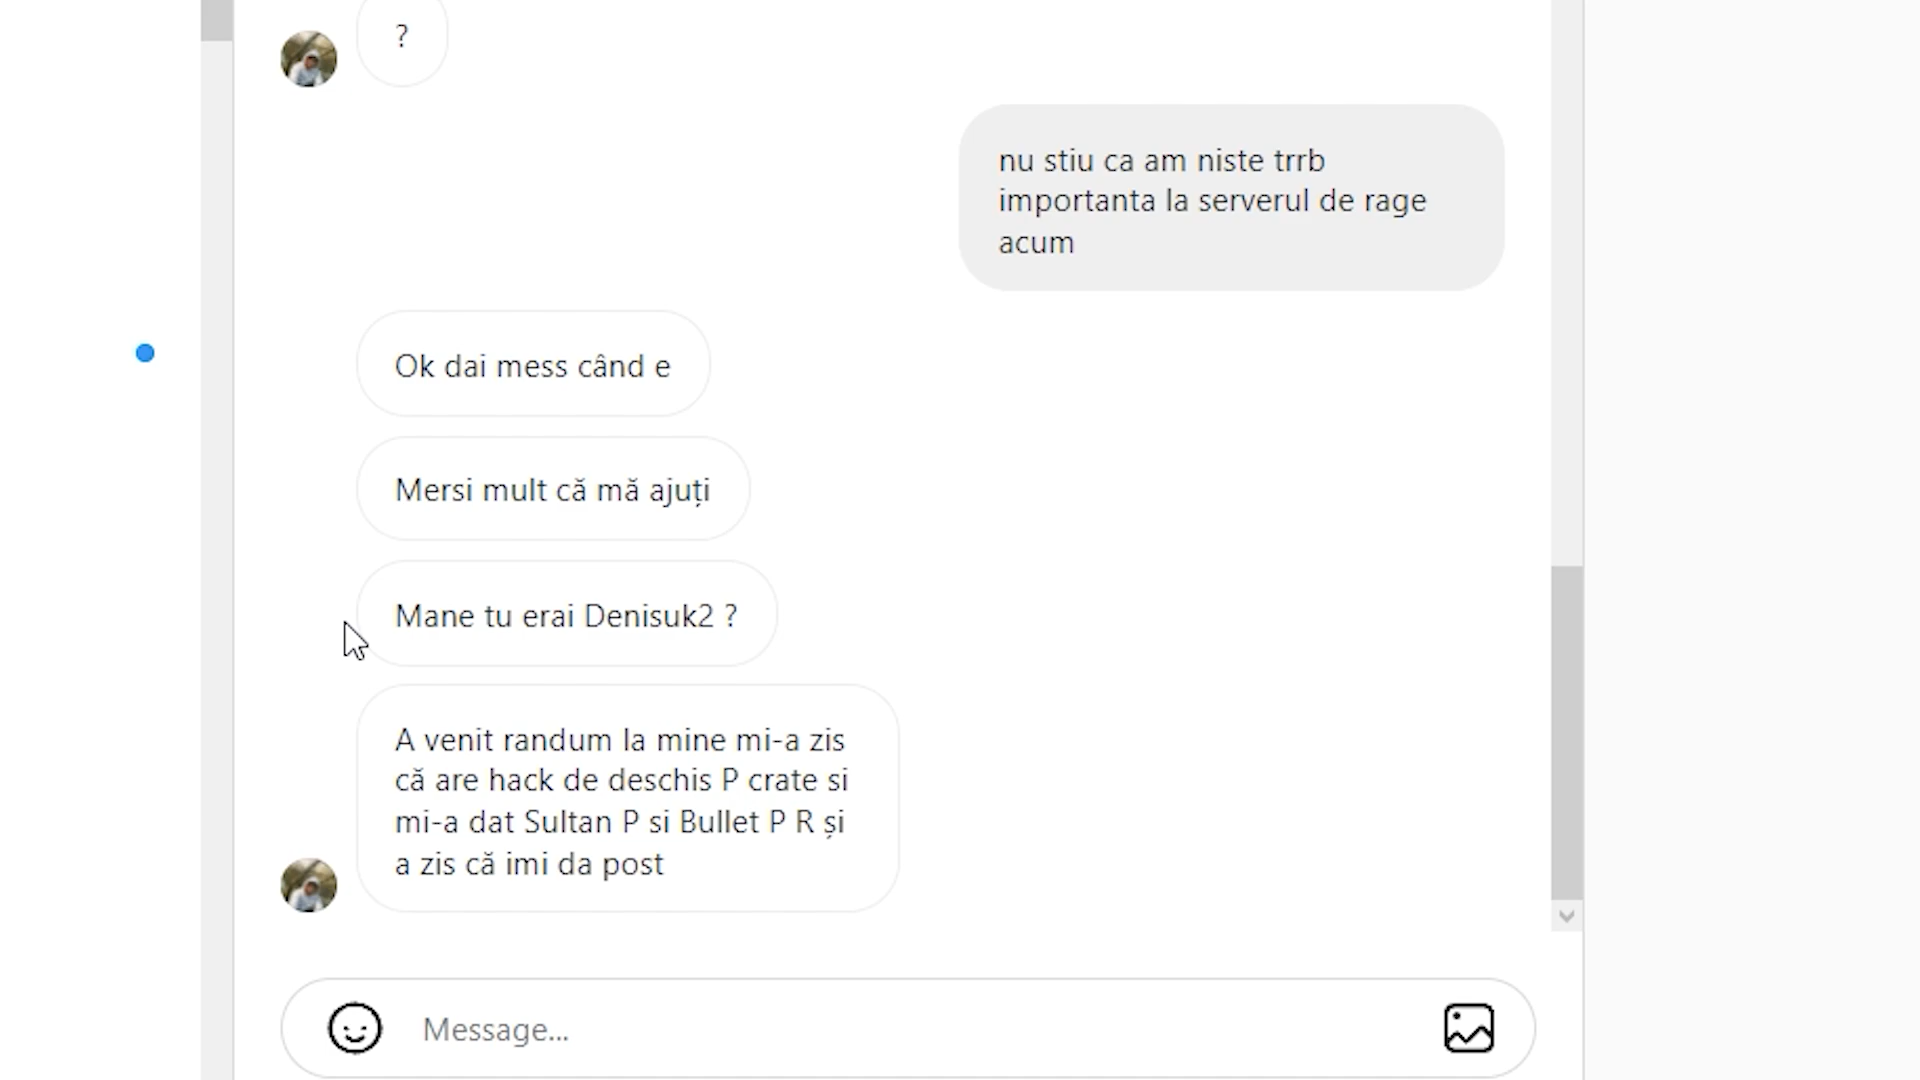 ?
nu stiu ca am niste trrb
importanta la serverul de rage
acum
Ok dai mess când e
Mersi mult că mă ajuți
Mane tu erai Denisuk2 ?
A venit randum la mine mi-a zis
că are hack de deschis P crate si
mi-a dat Sultan P si Bullet P R și
a zis că imi da post
Message...